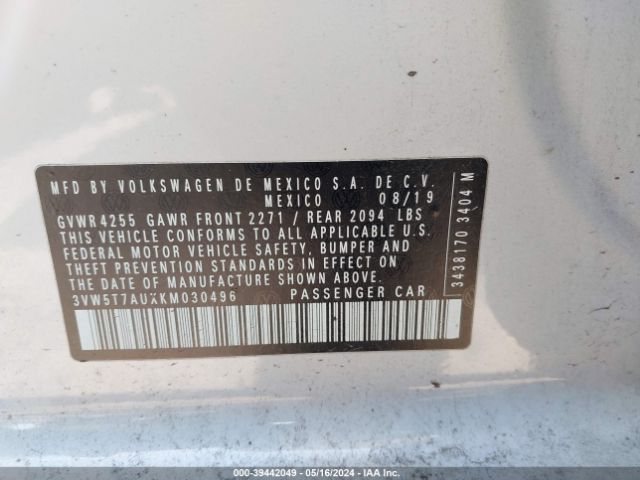 MFD BY VOLKSWAGEN DE MEXICO S.A. DE C.V.
MEXICO 08/19
GVWR 4255 GAWR FRONT 2271 / REAR 2094 LBS
THIS VEHICLE CONFORMS TO ALL APPLICABLE U.S.
FEDERAL MOTOR VEHICLE SAFETY, BUMPER AND
THEFT PREVENTION STANDARDS IN EFFECT ON
THE DATE OF MANUFACTURE SHOWN ABOVE.
3VW5T7AUXKM030496 PASSENGER CAR
3438170 3404 M
000-39442049 - 05/16/2024 - IAA Inc.